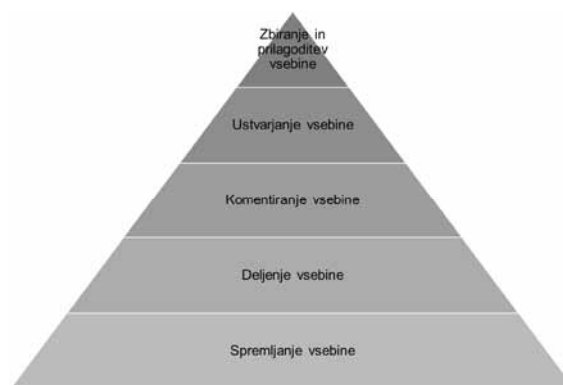 Zbiranje in
prilagoditev
vsebine
Ustvarjanje vsebine
Komentiranje vsebine
Deljenje vsebine
Spremljanje vsebine